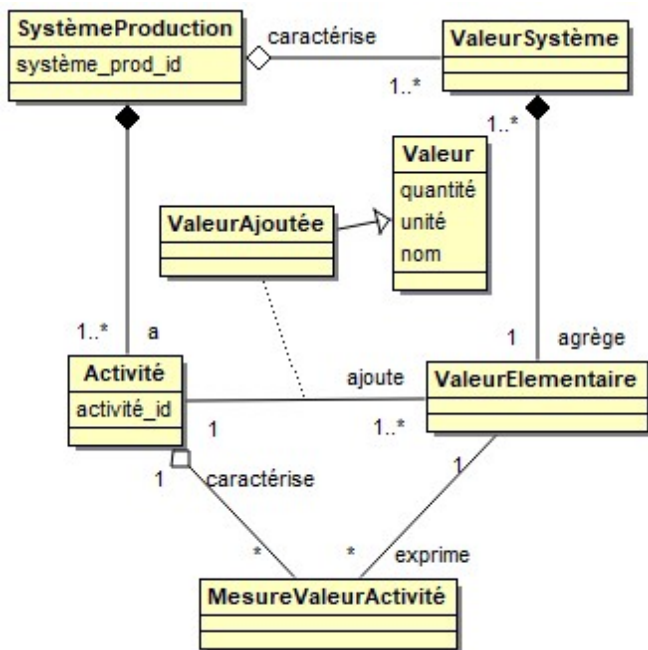 SystèmeProduction
système_prod_id
caractérise
1..*
ValeurSystème
1..*
Valeur
quantité
unité
nom
ValeurAjoutée
1..*
a
1
agrège
Activité
activité_id
ajoute
1
1..*
ValeurElementaire
1
caractérise
1
*
*
exprime
MesureValeurActivité